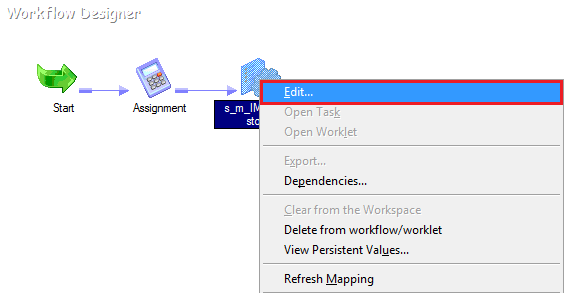 Workflow Designer
Start
Assignment
s_m_IM
sto
Edit...
Open Task
Open Worklet
Export...
Dependencies...
Clear from the Workspace
Delete from workflow/worklet
View Persistent Values...
Refresh Mapping